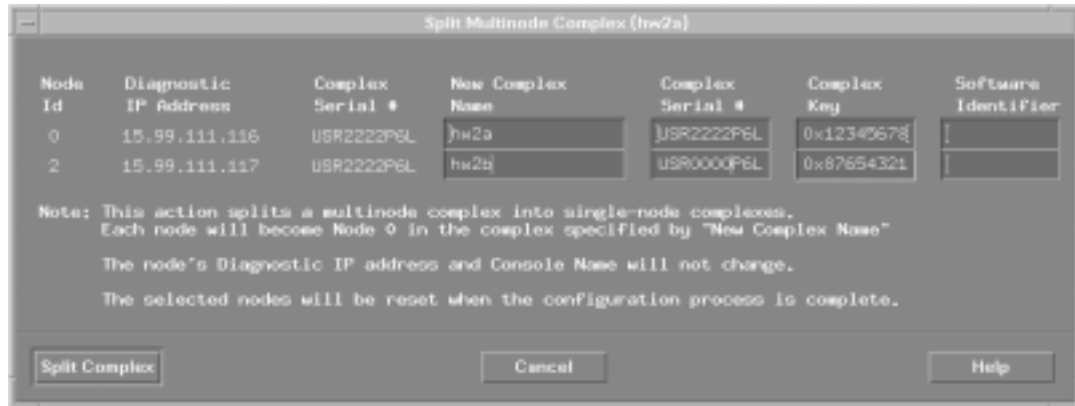 Split Multinode Complex (hw2a)
Node Id Diagnostic IP Address Complex Serial # New Complex Name Complex Serial # Complex Key Software Identifier
0 15.99.111.116 USR2222P6L hw2a USR2222P6L 0x12345678
2 15.99.111.117 USR2222P6L hw2b USR0000P6L 0x87654321
Note: This action splits a multinode complex into single-node complexes.
Each node will become Node 0 in the complex specified by "New Complex Name"
The node's Diagnostic IP address and Console Name will not change.
The selected nodes will be reset when the configuration process is complete.
Split Complex Cancel Help